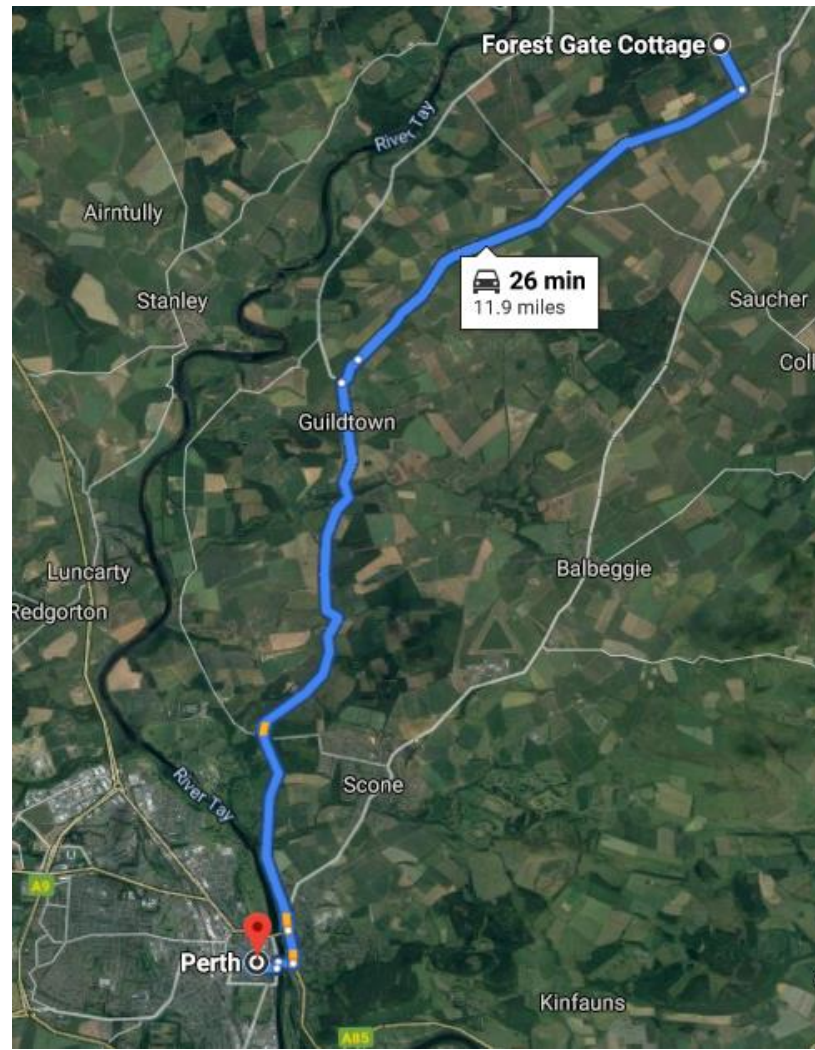 Forest Gate Cottage
River Tay
Airntully
26 min
11.9 miles
Stanley
Saucher
Coll
Guildtown
Luncarty
Balbeggie
Redgorton
River Tay
Scone
A9
Perth
Kinfauns
A85